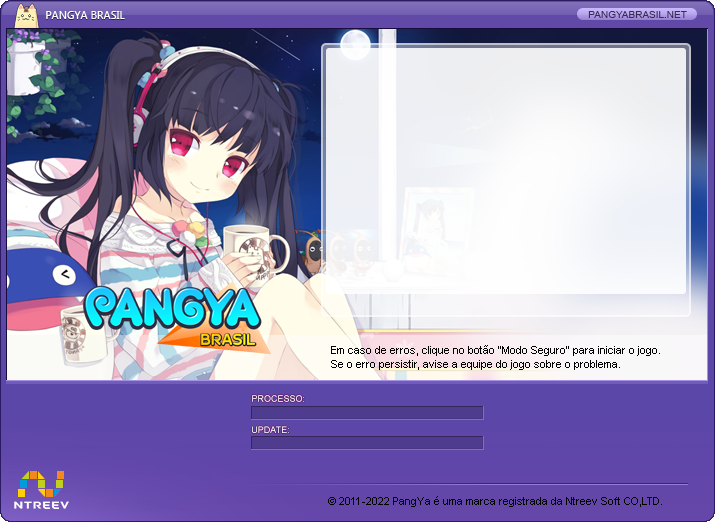 PANGYA BRASIL
PANGYABRASIL.NET
PANGYA
BRASIL
Em caso de erros, clique no botão "Modo Seguro" para iniciar o jogo.
Se o erro persistir, avise a equipe do jogo sobre o problema.
PROCESSO:
UPDATE:
NTREEV
© 2011-2022 PangYa é uma marca registrada da Ntreev Soft CO,LTD.